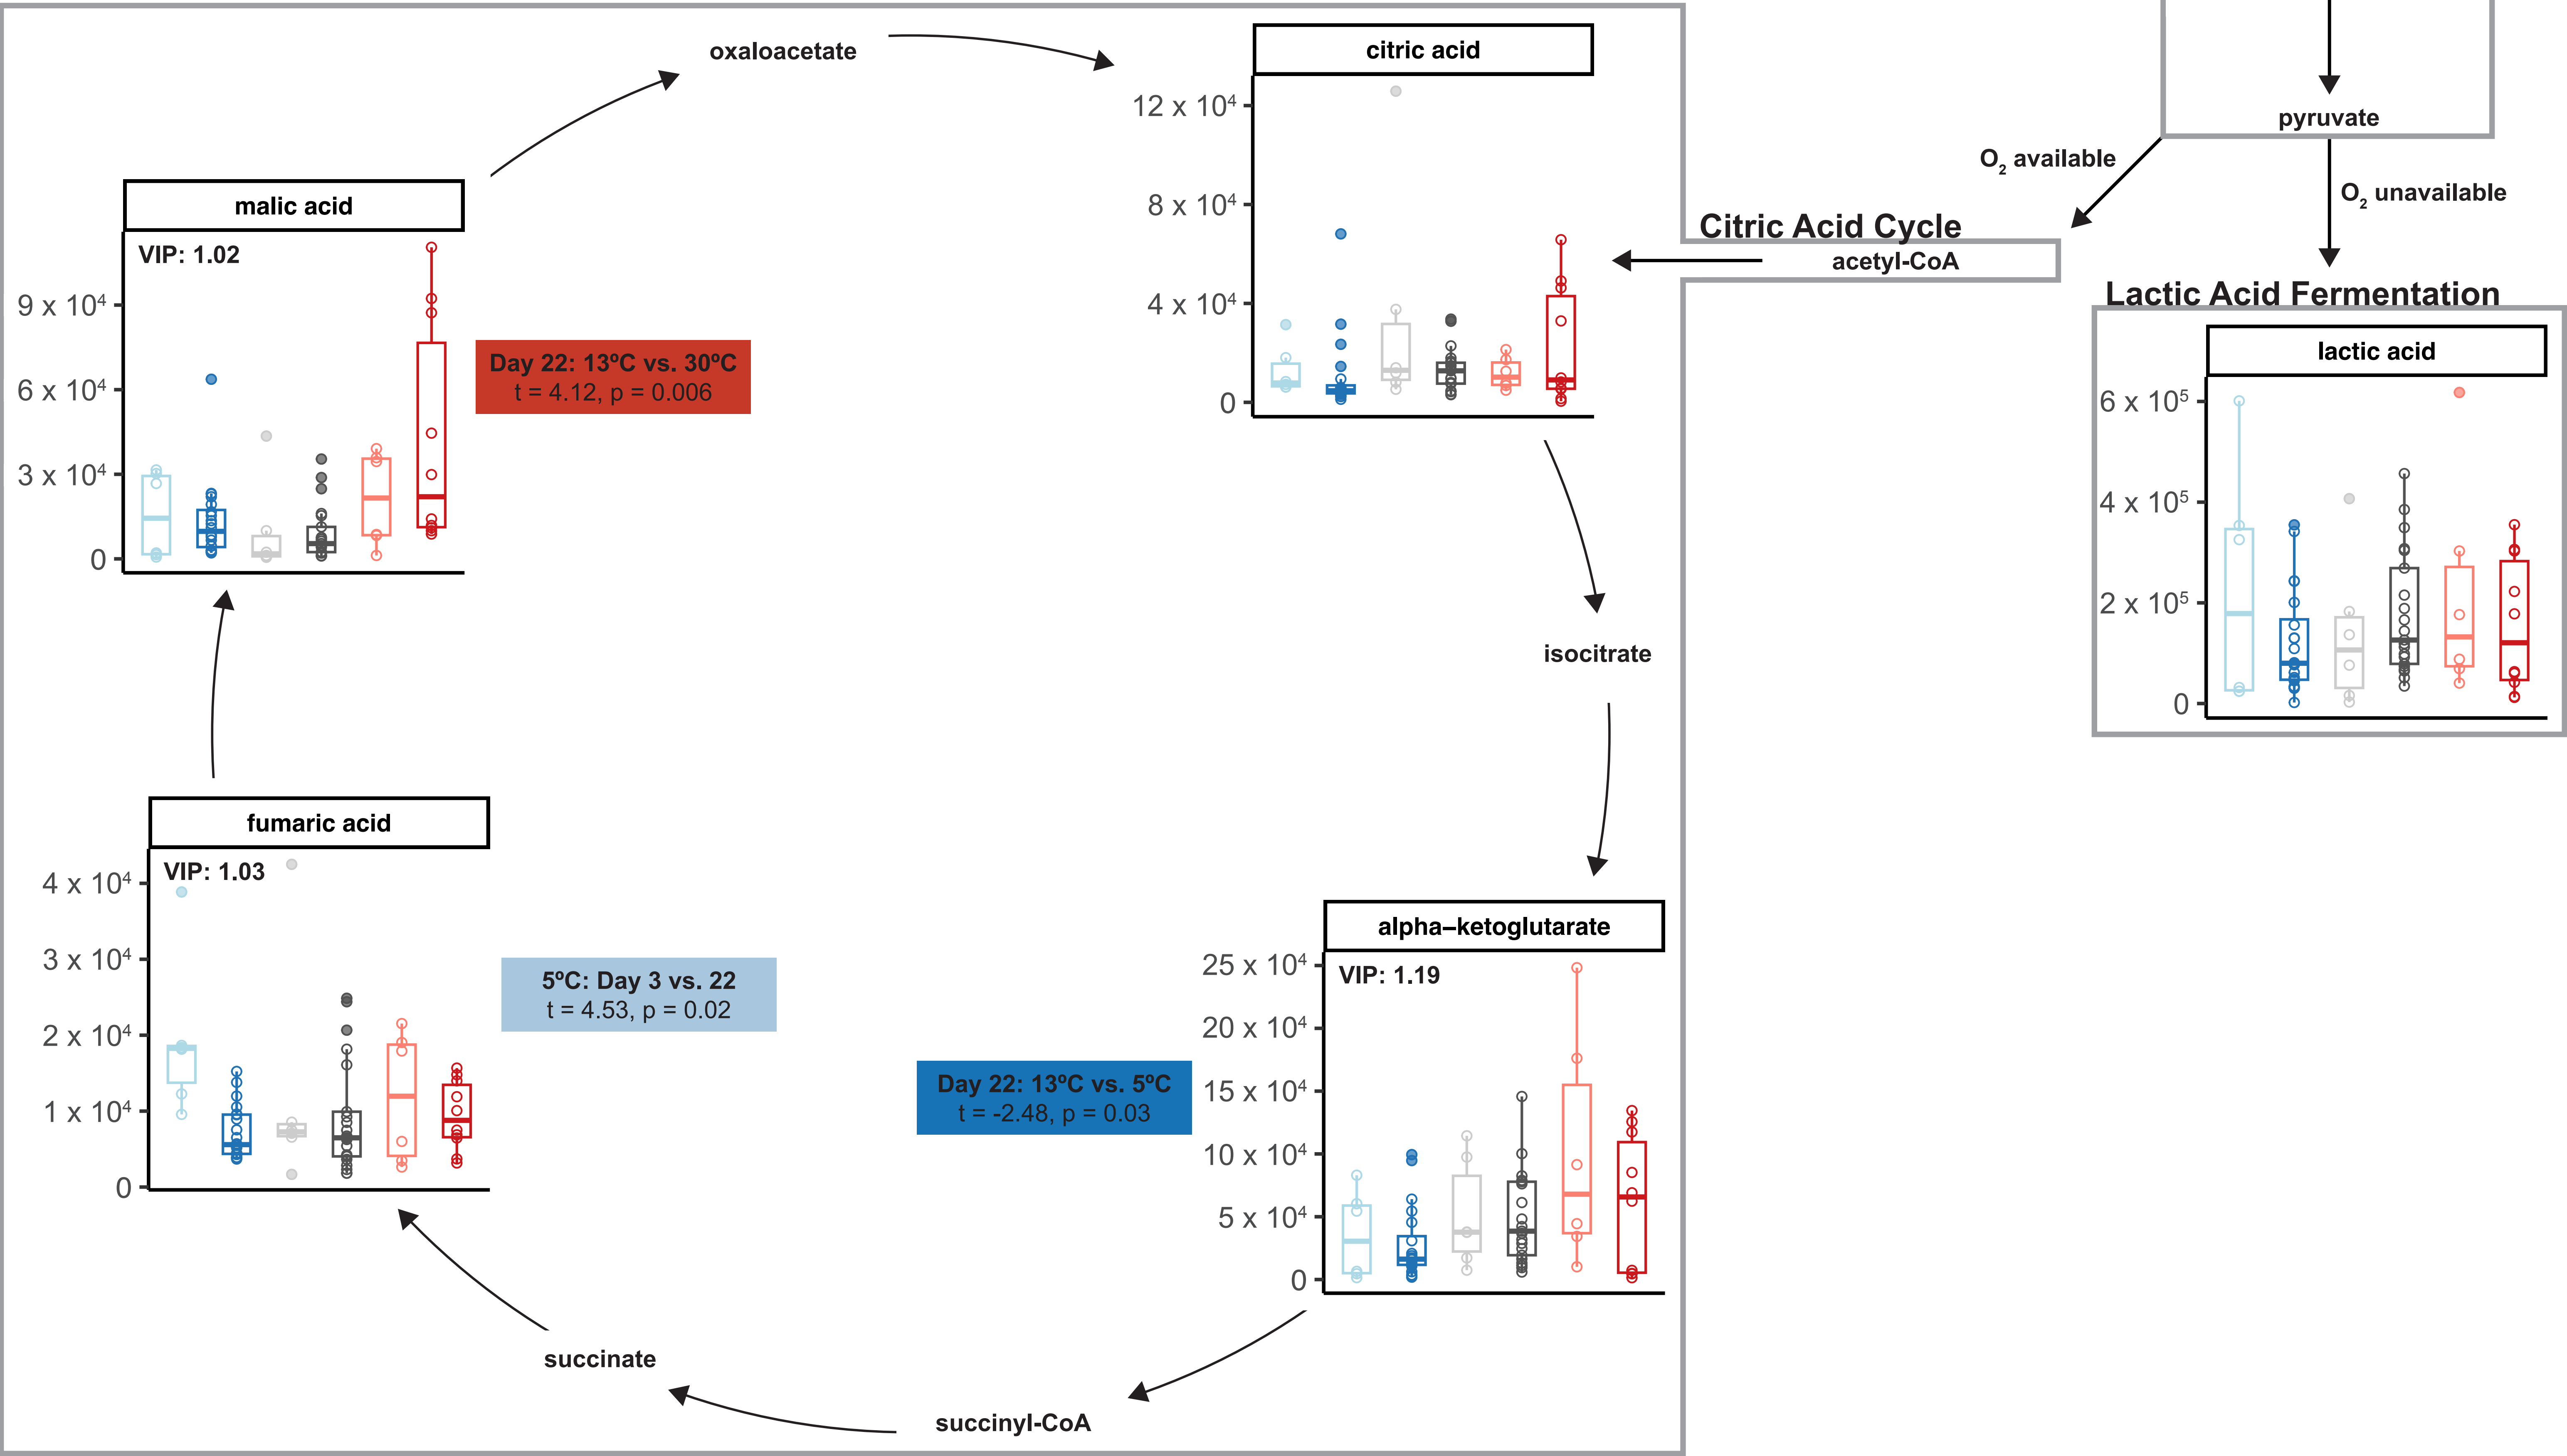 oxaloacetate
citric acid
12 x 10⁴
8 x 10⁴
4 x 10⁴
0
pyruvate
O₂ available
O₂ unavailable
Citric Acid Cycle
acetyl-CoA
Lactic Acid Fermentation
lactic acid
6 x 10⁵
4 x 10⁵
2 x 10⁵
0
malic acid
VIP: 1.02
9 x 10⁴
6 x 10⁴
3 x 10⁴
0
Day 22: 13ºC vs. 30ºC
t = 4.12, p = 0.006
isocitrate
fumaric acid
VIP: 1.03
4 x 10⁴
3 x 10⁴
2 x 10⁴
1 x 10⁴
0
5ºC: Day 3 vs. 22
t = 4.53, p = 0.02
alpha–ketoglutarate
VIP: 1.19
25 x 10⁴
20 x 10⁴
15 x 10⁴
10 x 10⁴
5 x 10⁴
0
Day 22: 13ºC vs. 5ºC
t = -2.48, p = 0.03
succinate
succinyl-CoA